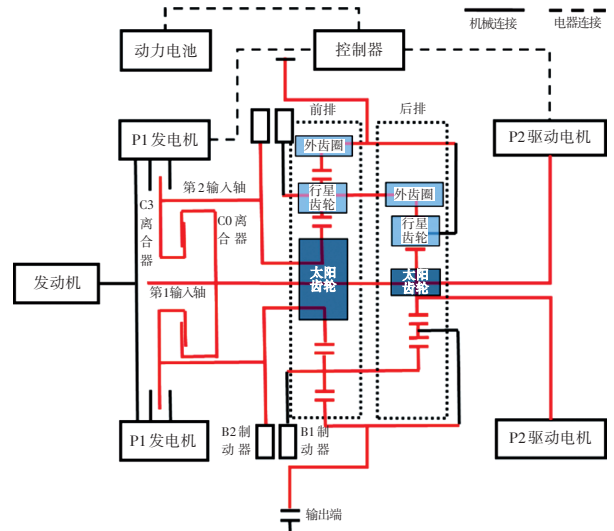 机械连接
电器连接
动力电池
控制器
前排
后排
P1发电机
P2驱动电机
外齿圈
第2输入轴
行星
齿轮
外齿圈
C3
离
合
器
C0离
合
器
行星
齿轮
发动机
第1输入轴
太阳
齿轮
太阳
齿轮
P1发电机
B2制
动器
B1制
动器
P2驱动电机
输出端